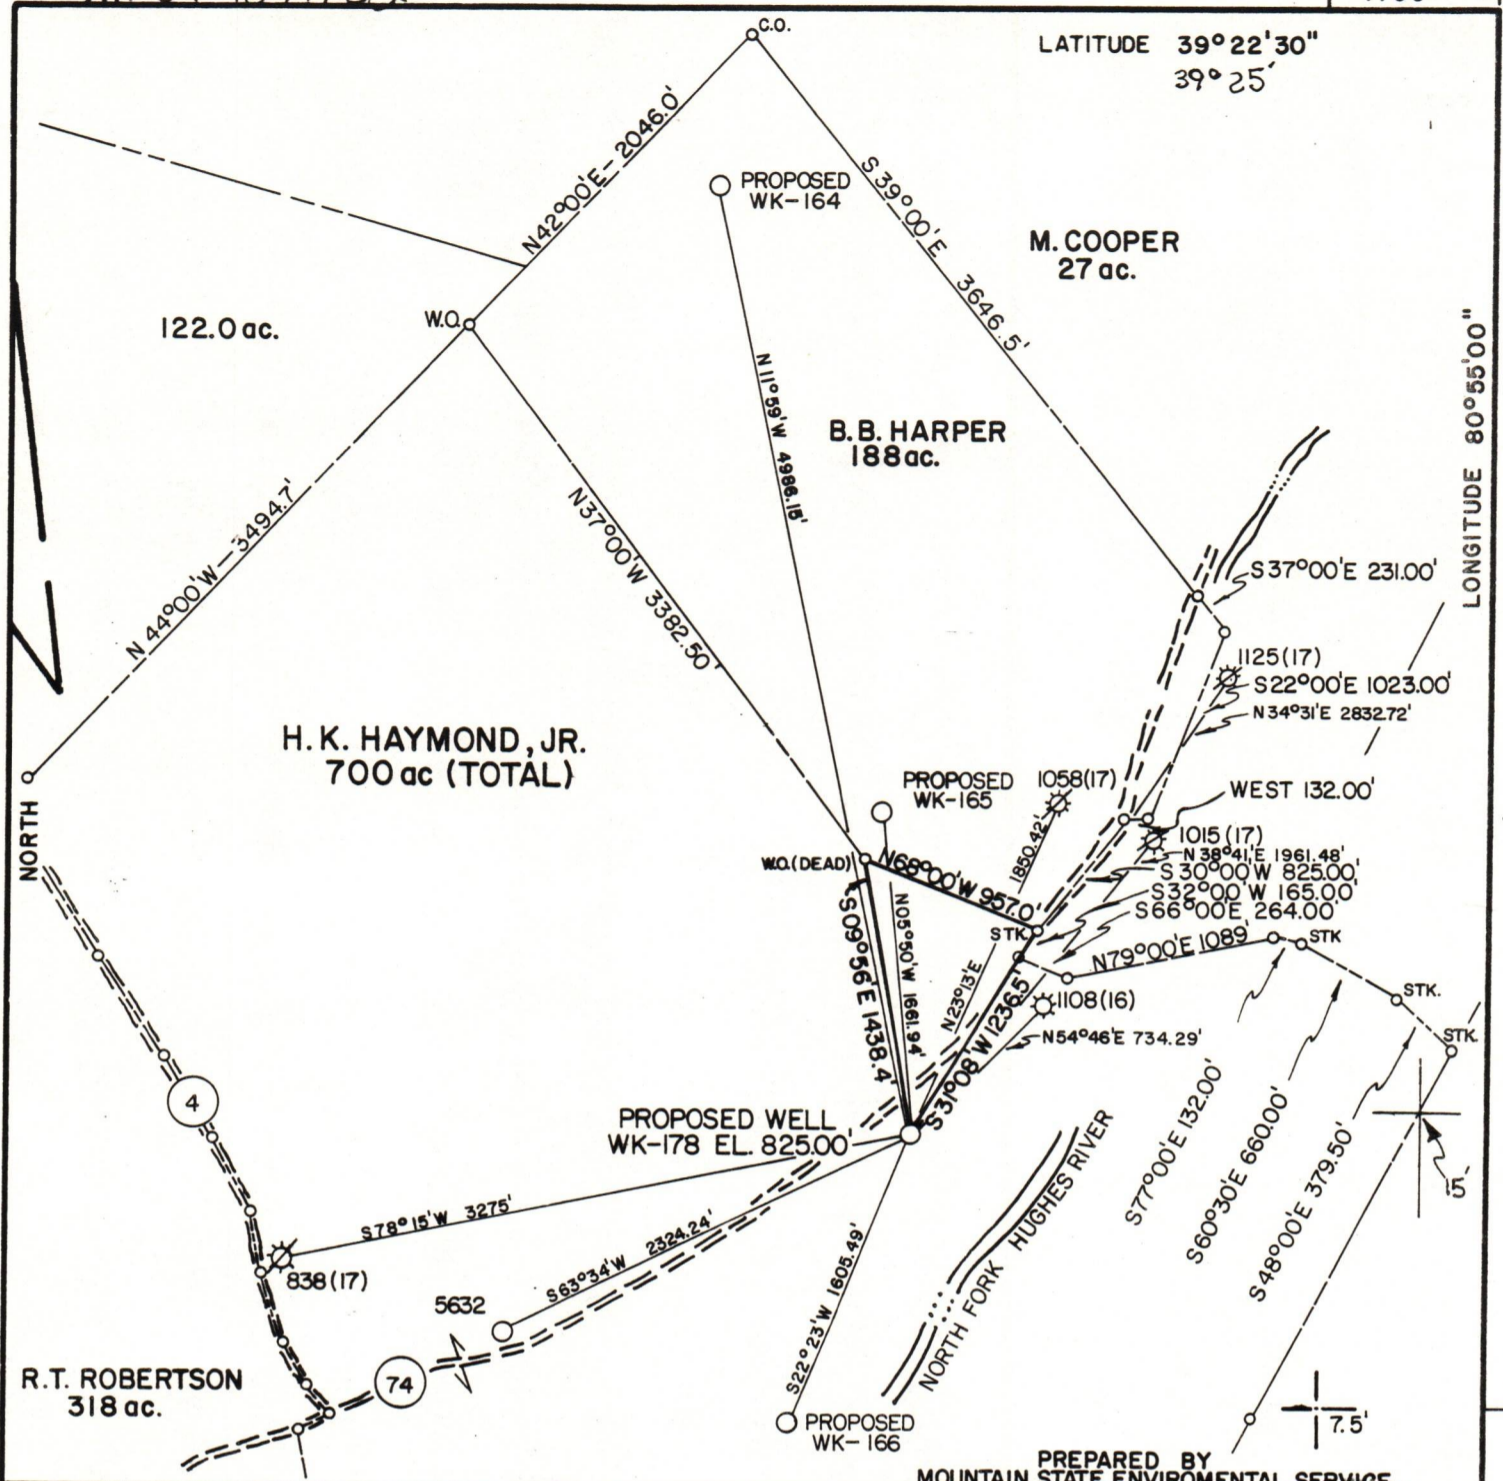 C.O.
LATITUDE 39°22'30"
39°25'
N42°00'E - 2046.0'
PROPOSED
WK-164
S39°00'E 3646.5'
M. COOPER
27 ac.
122.0 ac.
W.O.
LONGITUDE 80°55'00"
N11°59'W 4986.15'
B.B. HARPER
188 ac.
N 44°00'W - 3494.7'
N37°00'W 3382.50'
S37°00'E 231.00'
1125(17)
S22°00'E 1023.00'
N34°31'E 2832.72'
H. K. HAYMOND, JR.
700 ac (TOTAL)
PROPOSED
WK-165
1058(17)
WEST 132.00'
NORTH
1850.42'
1015(17)
N38°41'E 1961.48'
W.O.(DEAD)
N68°00'W 957.0'
S30°00'W 825.00'
S32°00'W 165.00'
S66°00'E 264.00'
STK.
N79°00'E 1089'
STK
S09°56'E 1438.4'
N05°50'W 1661.94'
N23°13'E
S31°08'W 1236.5'
1108(16)
STK.
N54°46'E 734.29'
STK.
4
PROPOSED WELL
WK-178 EL. 825.00'
S77°00'E 132.00'
S60°30'E 660.00'
S48°00'E 379.50'
5'
S78°15'W 3275'
838(17)
S63°34'W 2324.24'
5632
S22°23'W 1605.49'
NORTH FORK HUGHES RIVER
R.T. ROBERTSON
318 ac.
74
PROPOSED
WK-166
7.5'
PREPARED BY
MOUNTAIN STATE ENVIROMENTAL SERVICE